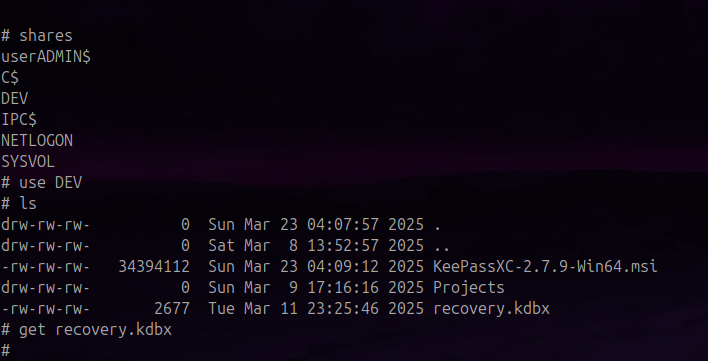 # shares
userADMIN$
C$
DEV
IPC$
NETLOGON
SYSVOL
# use DEV
# ls
drw-rw-rw-          0  Sun Mar 23 04:07:57 2025 .
drw-rw-rw-          0  Sat Mar  8 13:52:57 2025 ..
-rw-rw-rw-   34394112  Sun Mar 23 04:09:12 2025 KeePassXC-2.7.9-Win64.msi
drw-rw-rw-          0  Sun Mar  9 17:16:16 2025 Projects
-rw-rw-rw-       2677  Tue Mar 11 23:25:46 2025 recovery.kdbx
# get recovery.kdbx
#